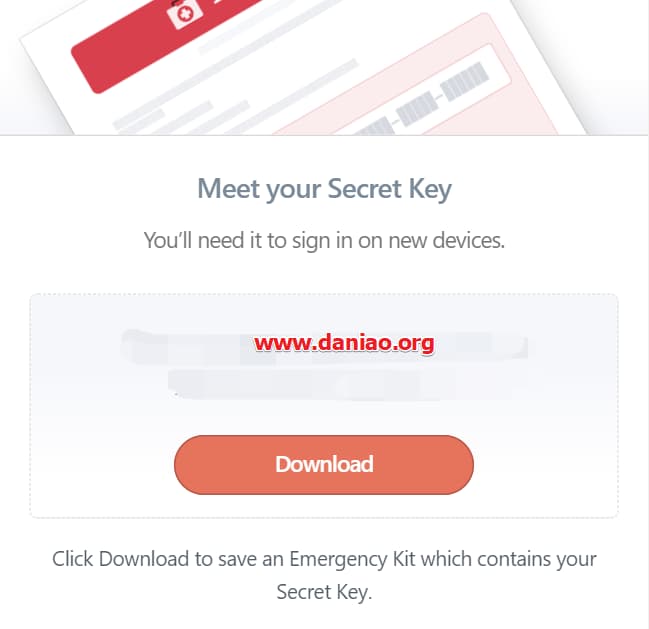 Meet your Secret Key
You’ll need it to sign in on new devices.
www.daniao.org
Download
Click Download to save an Emergency Kit which contains your
Secret Key.